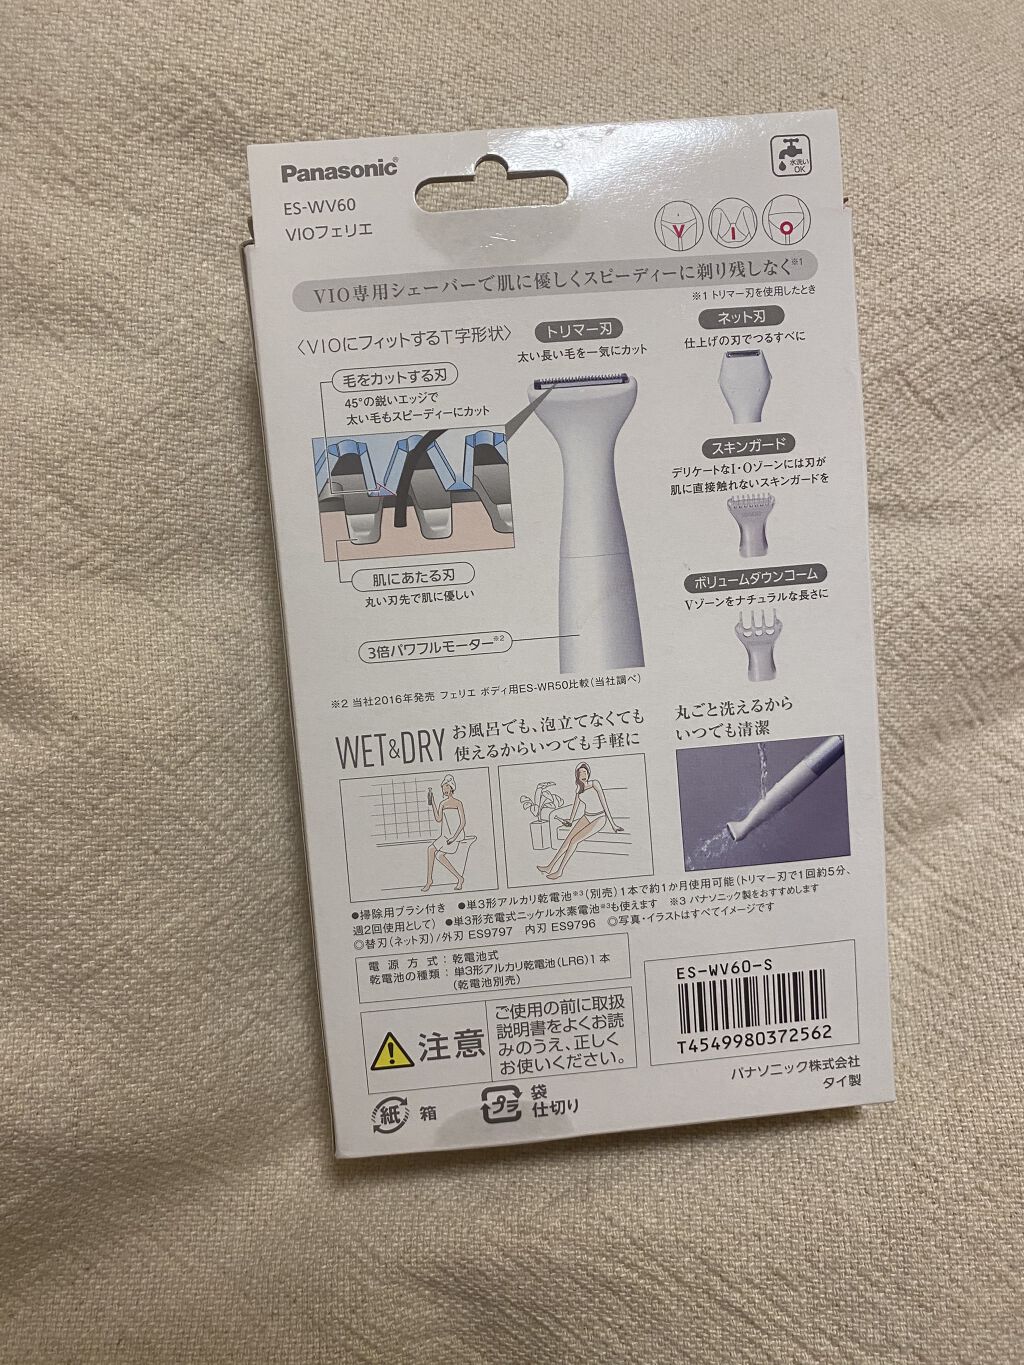 Panasonic®
ES-WV60
VIOフェリエ
水洗い
OK
V
I
O
VIO専用シェーバーで肌に優しくスピーディーに剃り残しなく※1
※1 トリマー刃を使用したとき
〈VIOにフィットするT字形状〉
毛をカットする刃
45°の鋭いエッジで
太い毛もスピーディーにカット
肌にあたる刃
丸い刃先で肌に優しい
3倍パワフルモーター※2
トリマー刃
太い長い毛を一気にカット
ネット刃
仕上げの刃でつるすべに
スキンガード
デリケートなI・Oゾーンには刃が
肌に直接触れないスキンガードを
ボリュームダウンコーム
Vゾーンをナチュラルな長さに
※2 当社2016年発売 フェリエ ボディ用ES-WR50比較(当社調べ)
WET&DRY
お風呂でも、泡立てなくても
使えるからいつでも手軽に
丸ごと洗えるから
いつでも清潔
●掃除用ブラシ付き ●単3形アルカリ乾電池※3(別売)1本で約1か月使用可能(トリマー刃で1回約5分、
週2回使用として) ●単3形充電式ニッケル水素電池※3も使えます ※3 パナソニック製をおすすめします
◎替刃(ネット刃)/外刃 ES9797 内刃 ES9796 ◎写真・イラストはすべてイメージです
電源方式:乾電池式
乾電池の種類:単3形アルカリ乾電池(LR6)1本
(乾電池別売)
注意
ご使用の前に取扱
説明書をよくお読
みのうえ、正しく
お使いください。
ES-WV60-S
T4549980372562
パナソニック株式会社
タイ製
紙 箱
プラ 袋
仕切り